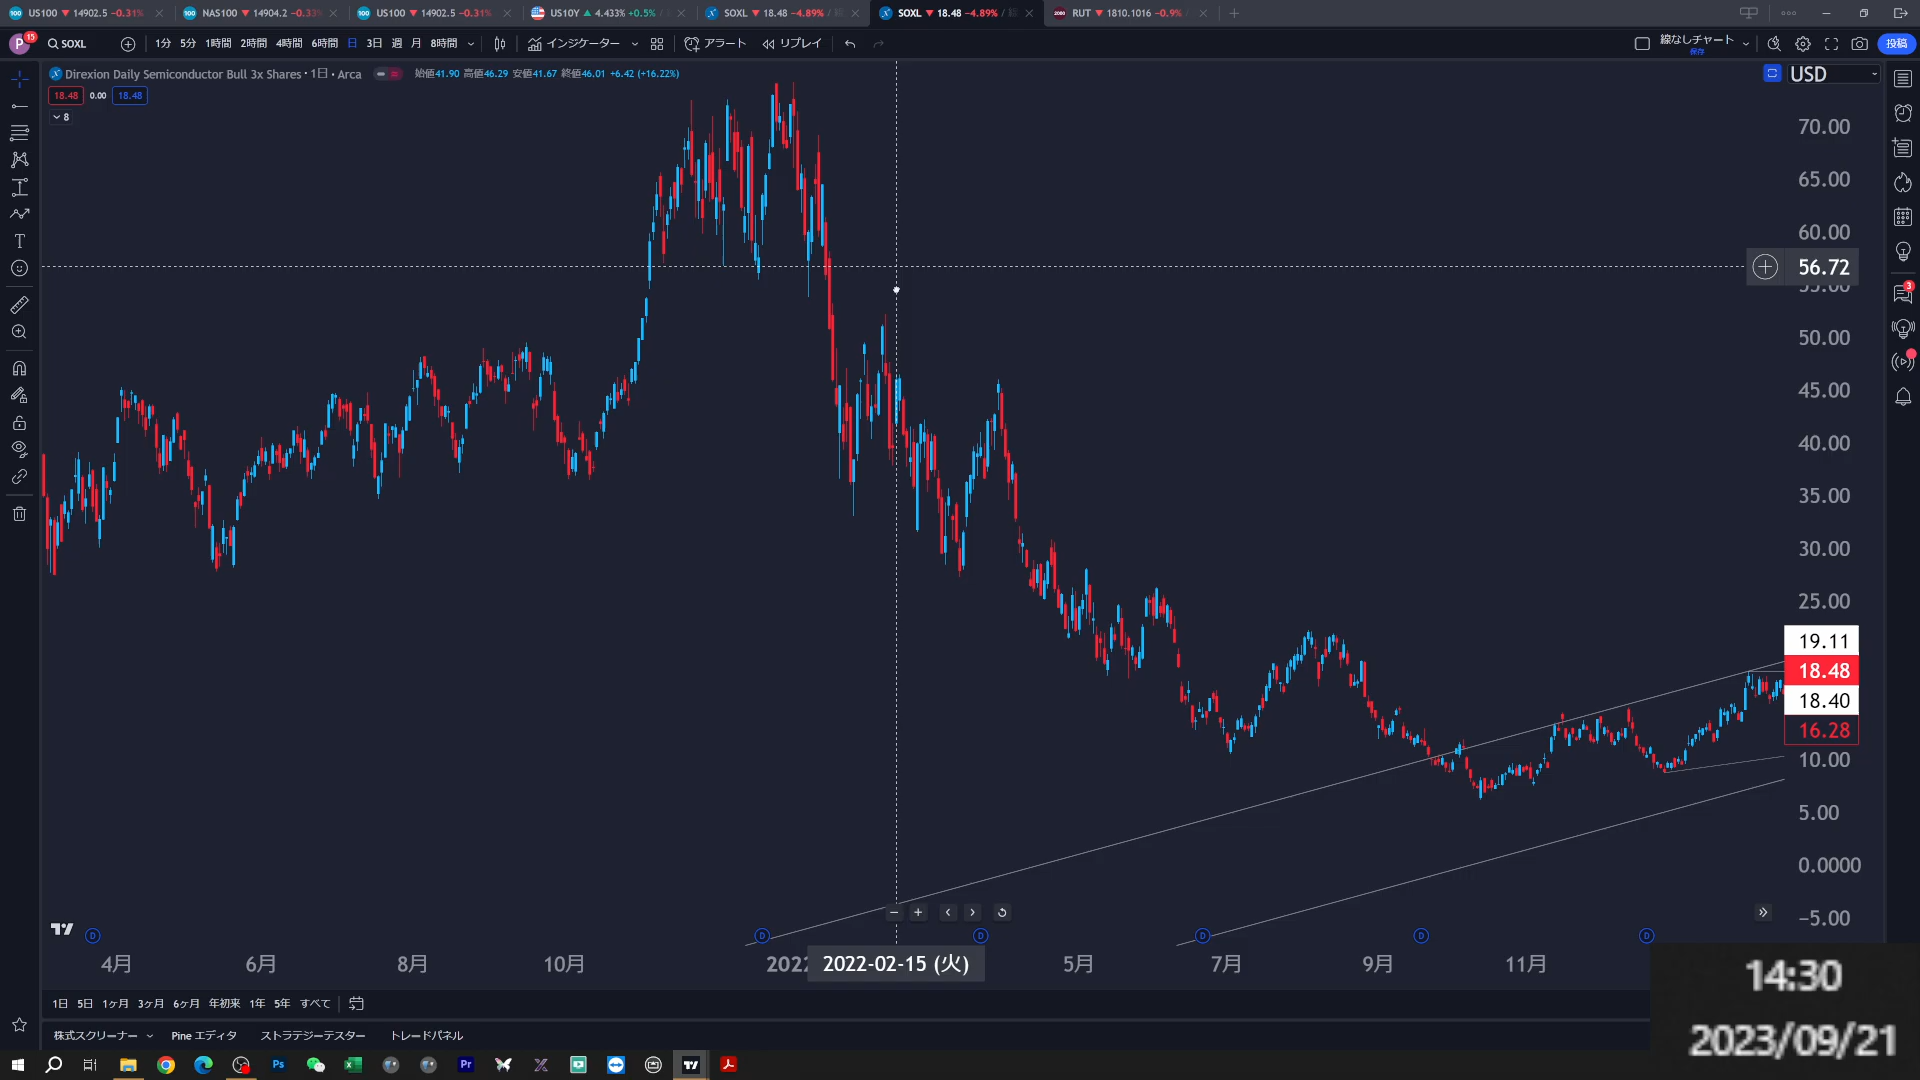 US100 ▼ 14902.5 −0.31%
NAS100 ▼ 14904.2 −0.33%
US100 ▼ 14902.5 −0.31%
US10Y ▲ 4.433% +0.5% /
SOXL ▼ 18.48 −4.89% /
SOXL ▼ 18.48 −4.89% /
RUT ▼ 1810.1016 −0.9% /
P 15 SOXL 1分 5分 1時間 2時間 4時間 6時間 日 3日 週 月 8時間 インジケーター アラート リプレイ 線なしチャート 保存 投稿
Direxion Daily Semiconductor Bull 3x Shares · 1日 · Arca 始値41.90 高値46.29 安値41.67 終値46.01 +6.42 (+16.22%)
USD
18.48 0.00 18.48
8
70.00
65.00
60.00
56.72
55.00
50.00
45.00
40.00
35.00
30.00
25.00
19.11
18.48
18.40
16.28
10.00
5.00
0.0000
−5.00
3
D D D D D D
4月 6月 8月 10月 2022 2022-02-15 (火) 5月 7月 9月 11月
1日 5日 1ヶ月 3ヶ月 6ヶ月 年初来 1年 5年 すべて
株式スクリーナー Pine エディタ ストラテジーテスター トレードパネル
14:30
2023/09/21
Ps
Pr